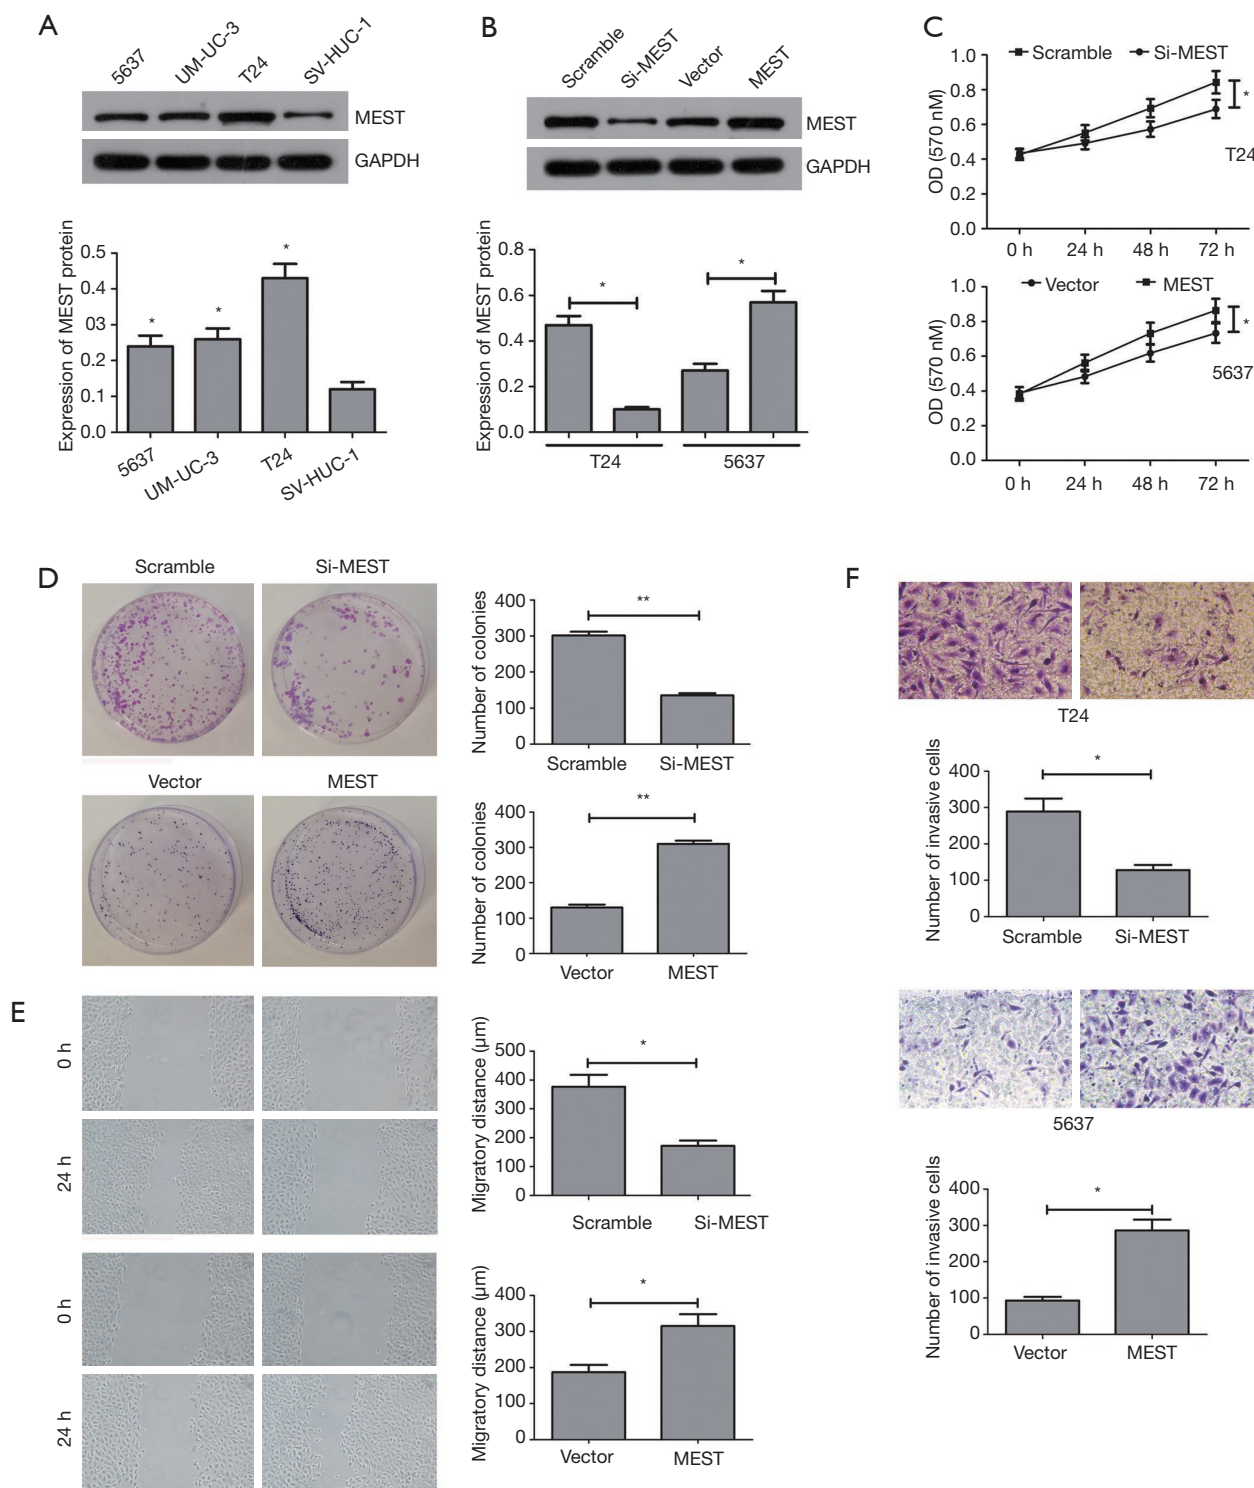 A
5637
UM-UC-3
T24
SV-HUC-1
MEST
GAPDH
Expression of MEST protein
0.5
0.4
03
0.2
0.1
0.0
*
*
*
5637
UM-UC-3
T24
SV-HUC-1
B
Scramble
Si-MEST
Vector
MEST
MEST
GAPDH
Expression of MEST protein
0.8
0.6
0.4
0.2
0.0
*
*
T24
5637
C
Scramble
Si-MEST
OD (570 nM)
1.0
0.8
0.6
0.4
1.0
0.0
*
T24
0 h
24 h
48 h
72 h
Vector
MEST
OD (570 nM)
1.0
0.8
0.6
0.4
0.2
0.0
*
5637
0 h
24 h
48 h
72 h
D
Scramble
Si-MEST
Vector
MEST
Number of colonies
400
300
200
100
0
**
Scramble
Si-MEST
Number of colonies
400
300
200
100
0
**
Vector
MEST
E
0 h
24 h
0 h
24 h
Migratory distance (μm)
500
400
300
200
100
0
*
Scramble
Si-MEST
Migratory distance (μm)
400
300
200
100
0
*
Vector
MEST
F
T24
Number of invasive cells
400
300
200
100
0
*
Scramble
Si-MEST
5637
Number of invasive cells
400
300
200
100
0
*
Vector
MEST